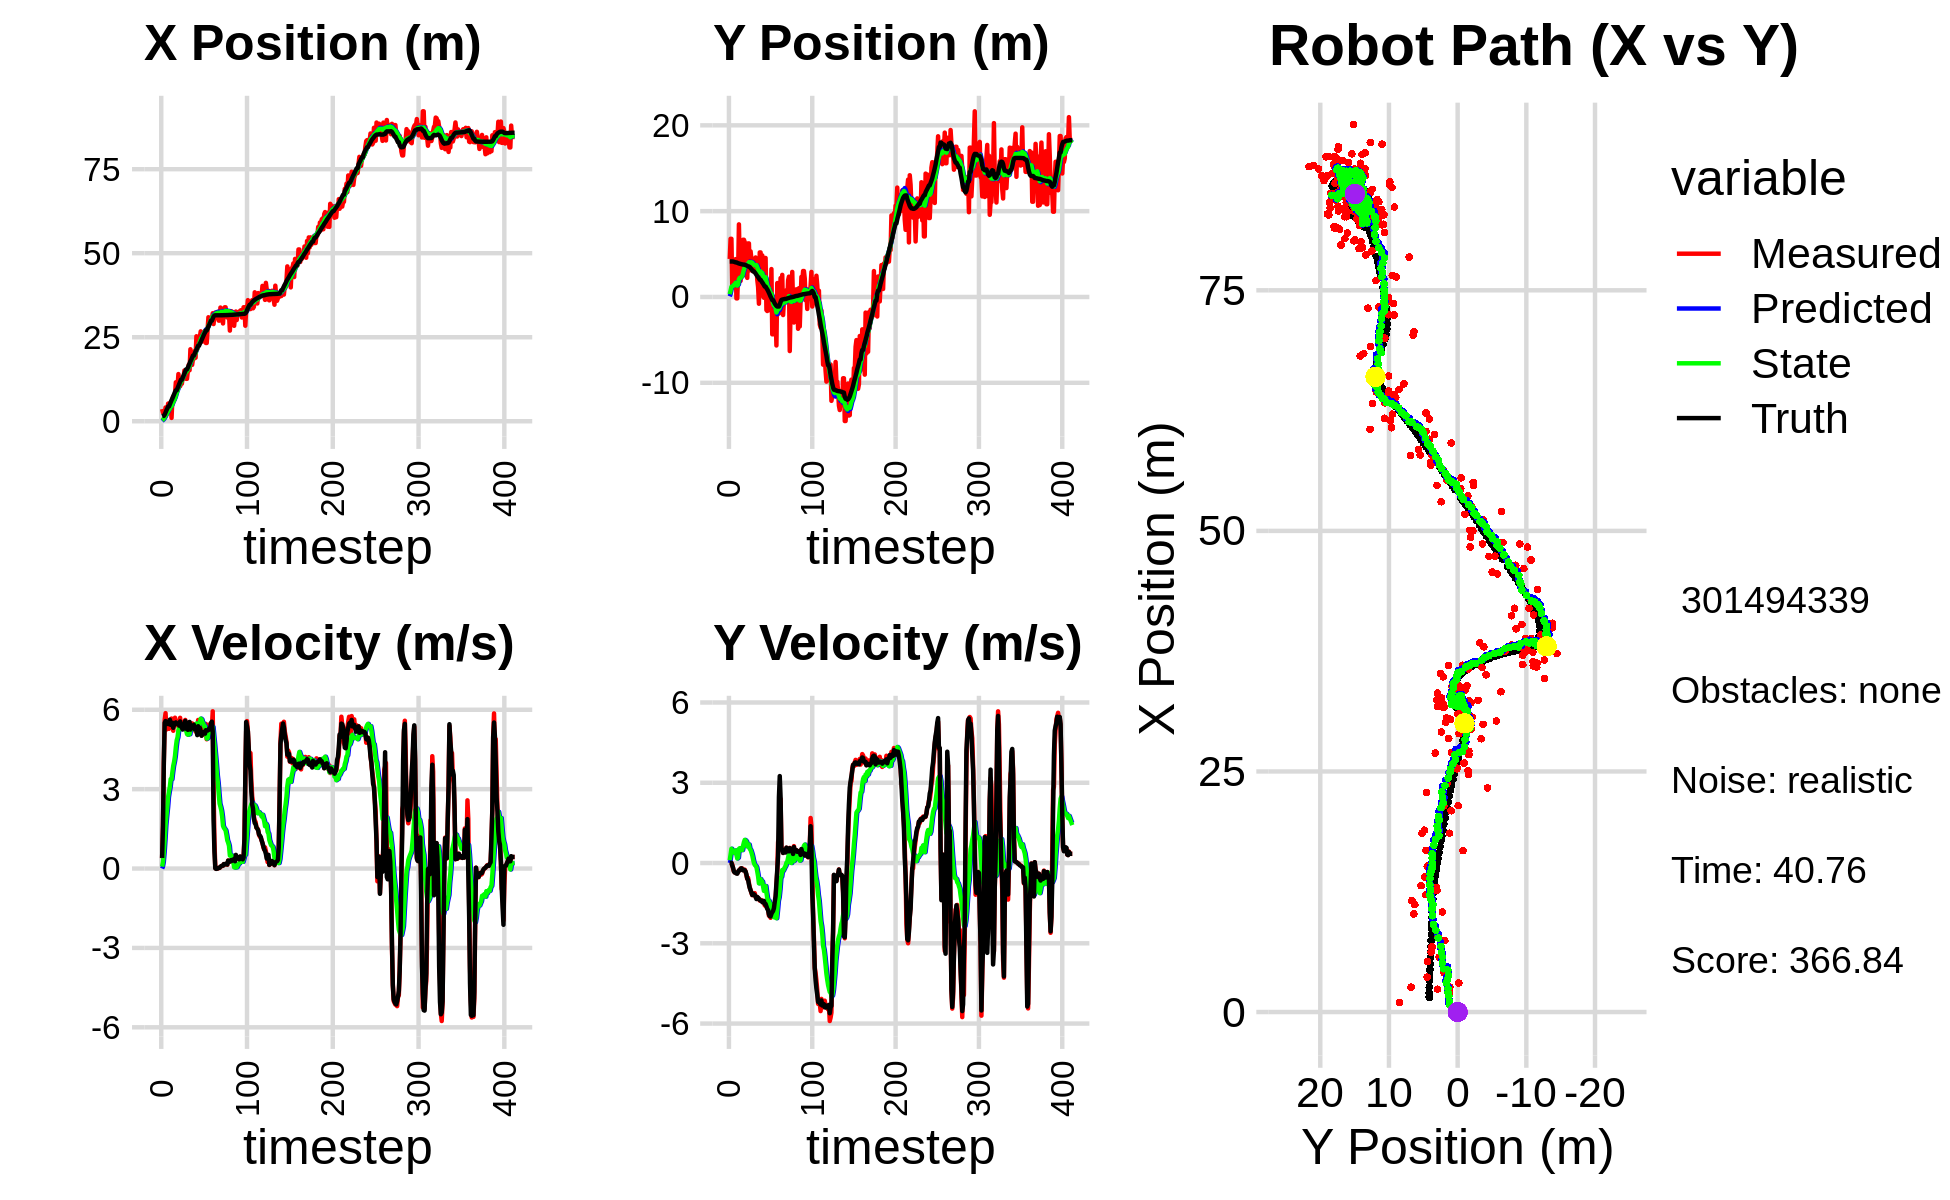 X Position (m)
75
50
25
0
0
100
200
300
400
timestep
Y Position (m)
20
10
0
-10
0
100
200
300
400
timestep
X Velocity (m/s)
6
3
0
-3
-6
0
100
200
300
400
timestep
Y Velocity (m/s)
6
3
0
-3
-6
0
100
200
300
400
timestep
Robot Path (X vs Y)
X Position (m)
75
50
25
0
20 10 0 -10 -20
Y Position (m)
variable
Measured
Predicted
State
Truth
301494339
Obstacles: none
Noise: realistic
Time: 40.76
Score: 366.84